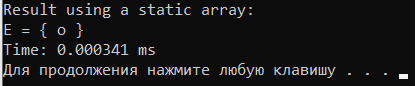 Result using a static array:
E = { o }
Time: 0.000341 ms
Для продолжения нажмите любую клавишу . . .